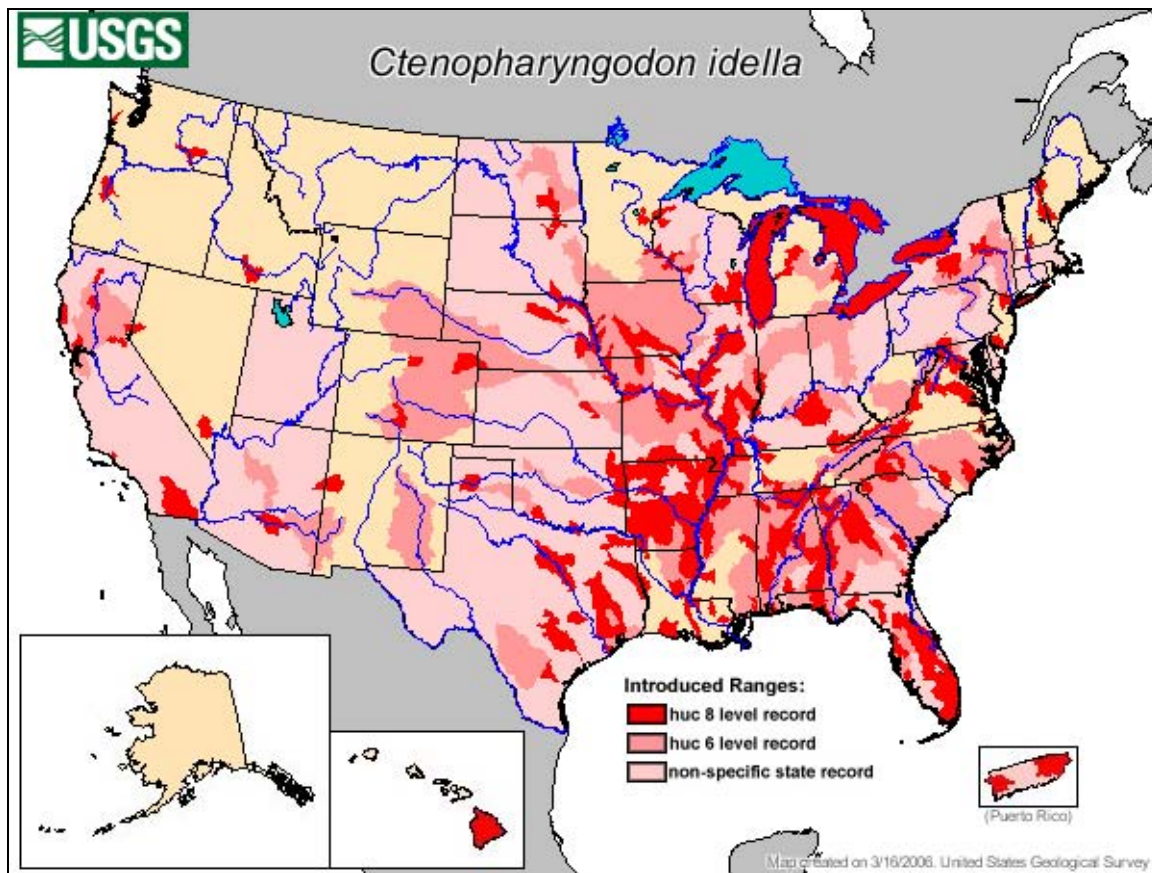 USGS
Ctenopharyngodon idella
Introduced Ranges:
huc 8 level record
huc 6 level record
non-specific state record
(Puerto Rico)
Map created on 3/16/2006. United States Geological Survey